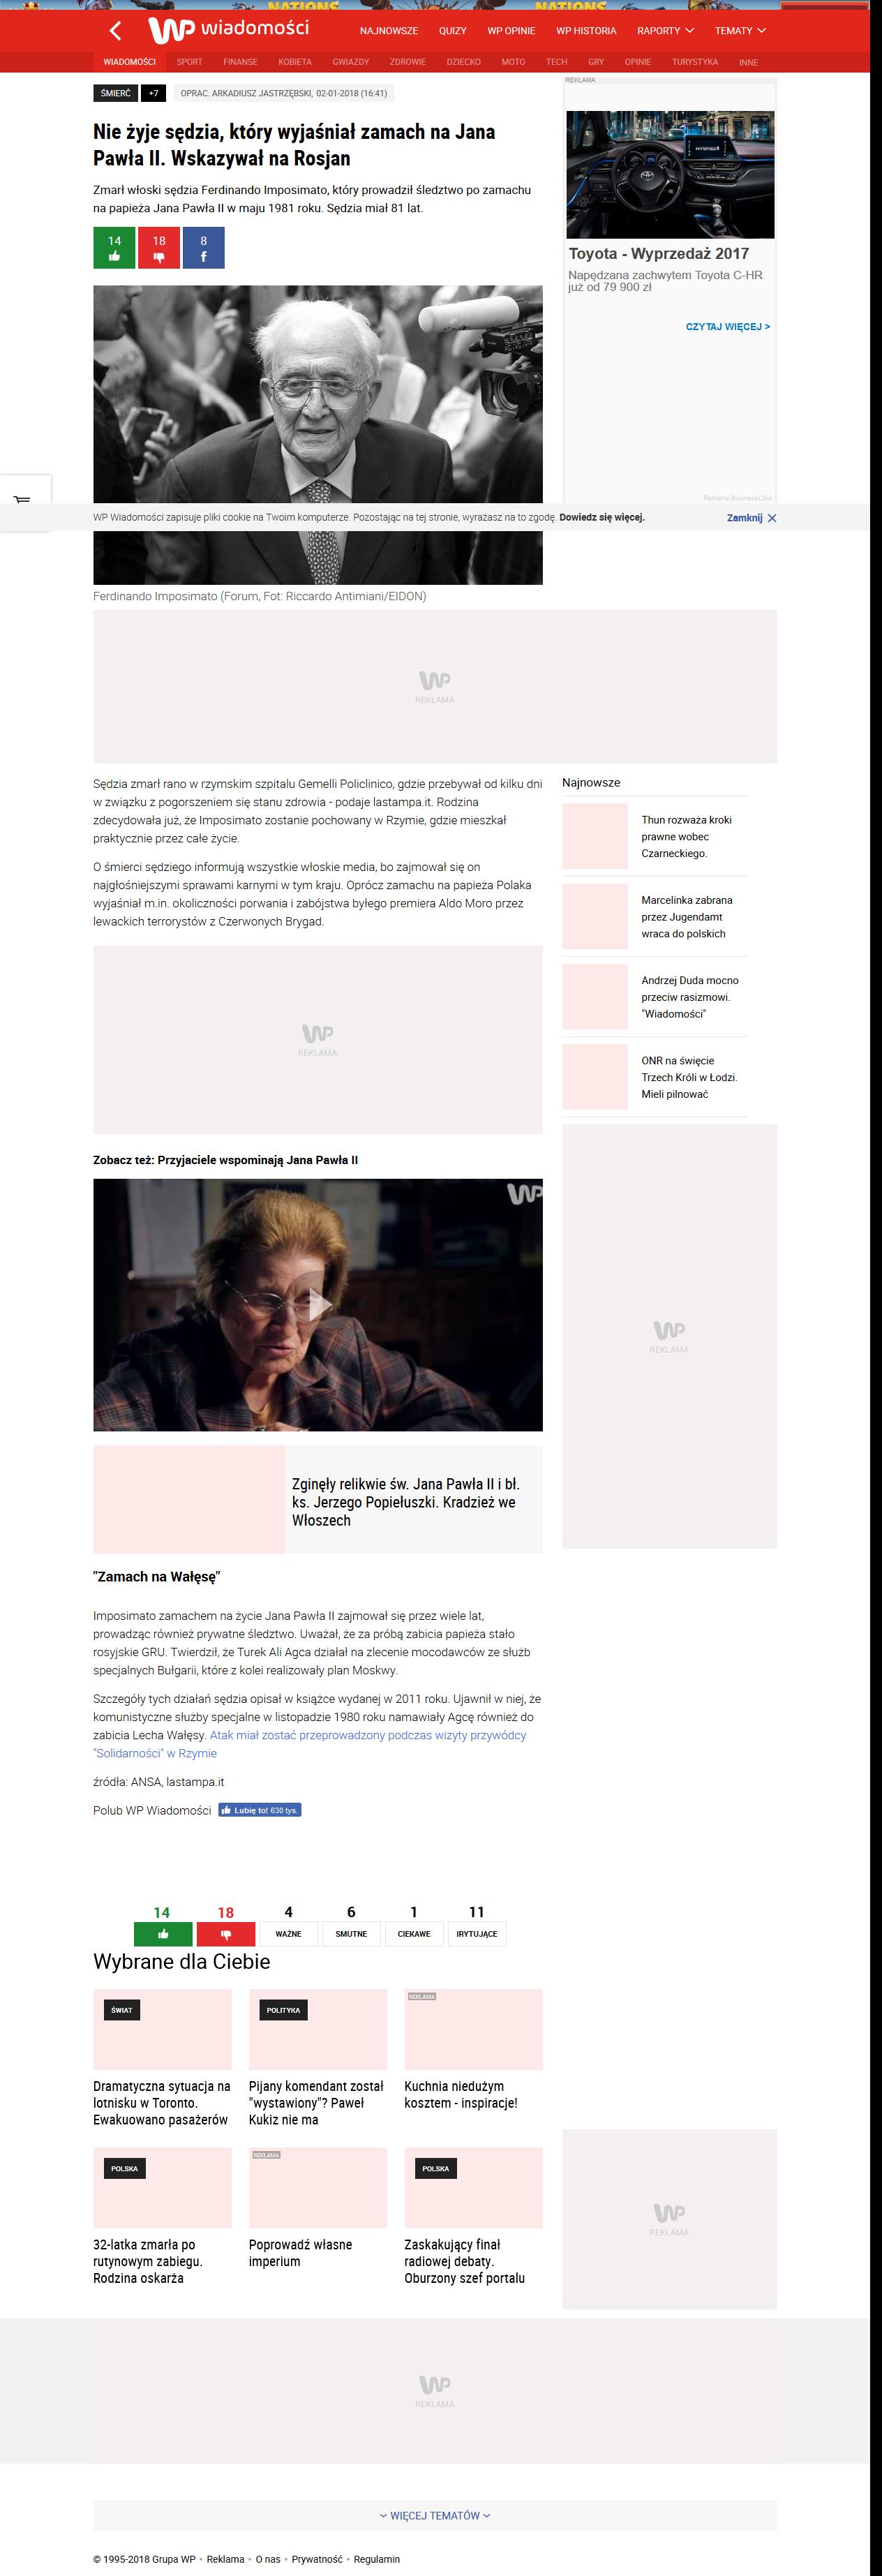 NATIONS
NATIONS
wp wiadomości
NAJNOWSZE QUIZY WP OPINIE WP HISTORIA RAPORTY TEMATY
WIADOMOŚCI SPORT FINANSE KOBIETA GWIAZDY ZDROWIE DZIECKO MOTO TECH GRY OPINIE TURYSTYKA INNE
ŚMIERĆ +7 OPRAC. ARKADIUSZ JASTRZĘBSKI, 02-01-2018 (16:41)
Nie żyje sędzia, który wyjaśniał zamach na Jana
Pawła II. Wskazywał na Rosjan
Zmarł włoski sędzia Ferdinando Imposimato, który prowadził śledztwo po zamachu
na papieża Jana Pawła II w maju 1981 roku. Sędzia miał 81 lat.
14 18 8
f
REKLAMA
Toyota - Wyprzedaż 2017
Napędzana zachwytem Toyota C-HR
już od 79 900 zł
CZYTAJ WIĘCEJ >
Reklama BusinessClick
WP Wiadomości zapisuje pliki cookie na Twoim komputerze. Pozostając na tej stronie, wyrażasz na to zgodę. Dowiedz się więcej. Zamknij
Ferdinando Imposimato (Forum, Fot: Riccardo Antimiani/EIDON)
wp
REKLAMA
Sędzia zmarł rano w rzymskim szpitalu Gemelli Policlinico, gdzie przebywał od kilku dni
w związku z pogorszeniem się stanu zdrowia - podaje lastampa.it. Rodzina
zdecydowała już, że Imposimato zostanie pochowany w Rzymie, gdzie mieszkał
praktycznie przez całe życie.
O śmierci sędziego informują wszystkie włoskie media, bo zajmował się on
najgłośniejszymi sprawami karnymi w tym kraju. Oprócz zamachu na papieża Polaka
wyjaśniał m.in. okoliczności porwania i zabójstwa byłego premiera Aldo Moro przez
lewackich terrorystów z Czerwonych Brygad.
wp
REKLAMA
Najnowsze
Thun rozważa kroki
prawne wobec
Czarneckiego.
Marcelinka zabrana
przez Jugendamt
wraca do polskich
Andrzej Duda mocno
przeciw rasizmowi.
"Wiadomości"
ONR na święcie
Trzech Króli w Łodzi.
Mieli pilnować
wp
REKLAMA
Zobacz też: Przyjaciele wspominają Jana Pawła II
wp
Zginęły relikwie św. Jana Pawła II i bł.
ks. Jerzego Popiełuszki. Kradzież we
Włoszech
"Zamach na Wałęsę"
Imposimato zamachem na życie Jana Pawła II zajmował się przez wiele lat,
prowadząc również prywatne śledztwo. Uważał, że za próbą zabicia papieża stało
rosyjskie GRU. Twierdził, że Turek Ali Agca działał na zlecenie mocodawców ze służb
specjalnych Bułgarii, które z kolei realizowały plan Moskwy.
Szczegóły tych działań sędzia opisał w książce wydanej w 2011 roku. Ujawnił w niej, że
komunistyczne służby specjalne w listopadzie 1980 roku namawiały Agcę również do
zabicia Lecha Wałęsy. Atak miał zostać przeprowadzony podczas wizyty przywódcy
"Solidarności" w Rzymie
źródła: ANSA, lastampa.it
Polub WP Wiadomości Lubię to! 630 tys.
14 18 4 6 1 11
WAŻNE SMUTNE CIEKAWE IRYTUJĄCE
Wybrane dla Ciebie
ŚWIAT POLITYKA REKLAMA
Dramatyczna sytuacja na
lotnisku w Toronto.
Ewakuowano pasażerów
Pijany komendant został
"wystawiony"? Paweł
Kukiz nie ma
Kuchnia niedużym
kosztem - inspiracje!
POLSKA REKLAMA POLSKA
32-latka zmarła po
rutynowym zabiegu.
Rodzina oskarża
Poprowadź własne
imperium
Zaskakujący finał
radiowej debaty.
Oburzony szef portalu
wp
REKLAMA
wp
REKLAMA
WIĘCEJ TEMATÓW
© 1995-2018 Grupa WP • Reklama • O nas • Prywatność • Regulamin